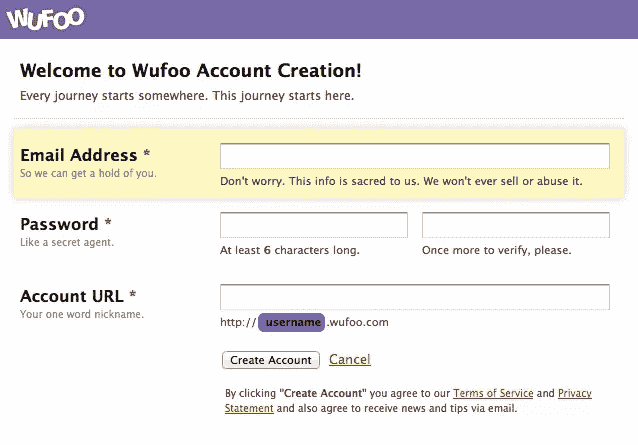 WUFOO
Welcome to Wufoo Account Creation!
Every journey starts somewhere. This journey starts here.
Email Address *
So we can get a hold of you.
Don't worry. This info is sacred to us. We won't ever sell or abuse it.
Password *
Like a secret agent.
At least 6 characters long.
Once more to verify, please.
Account URL *
Your one word nickname.
http:// username .wufoo.com
Create Account Cancel
By clicking "Create Account" you agree to our Terms of Service and Privacy
Statement and also agree to receive news and tips via email.